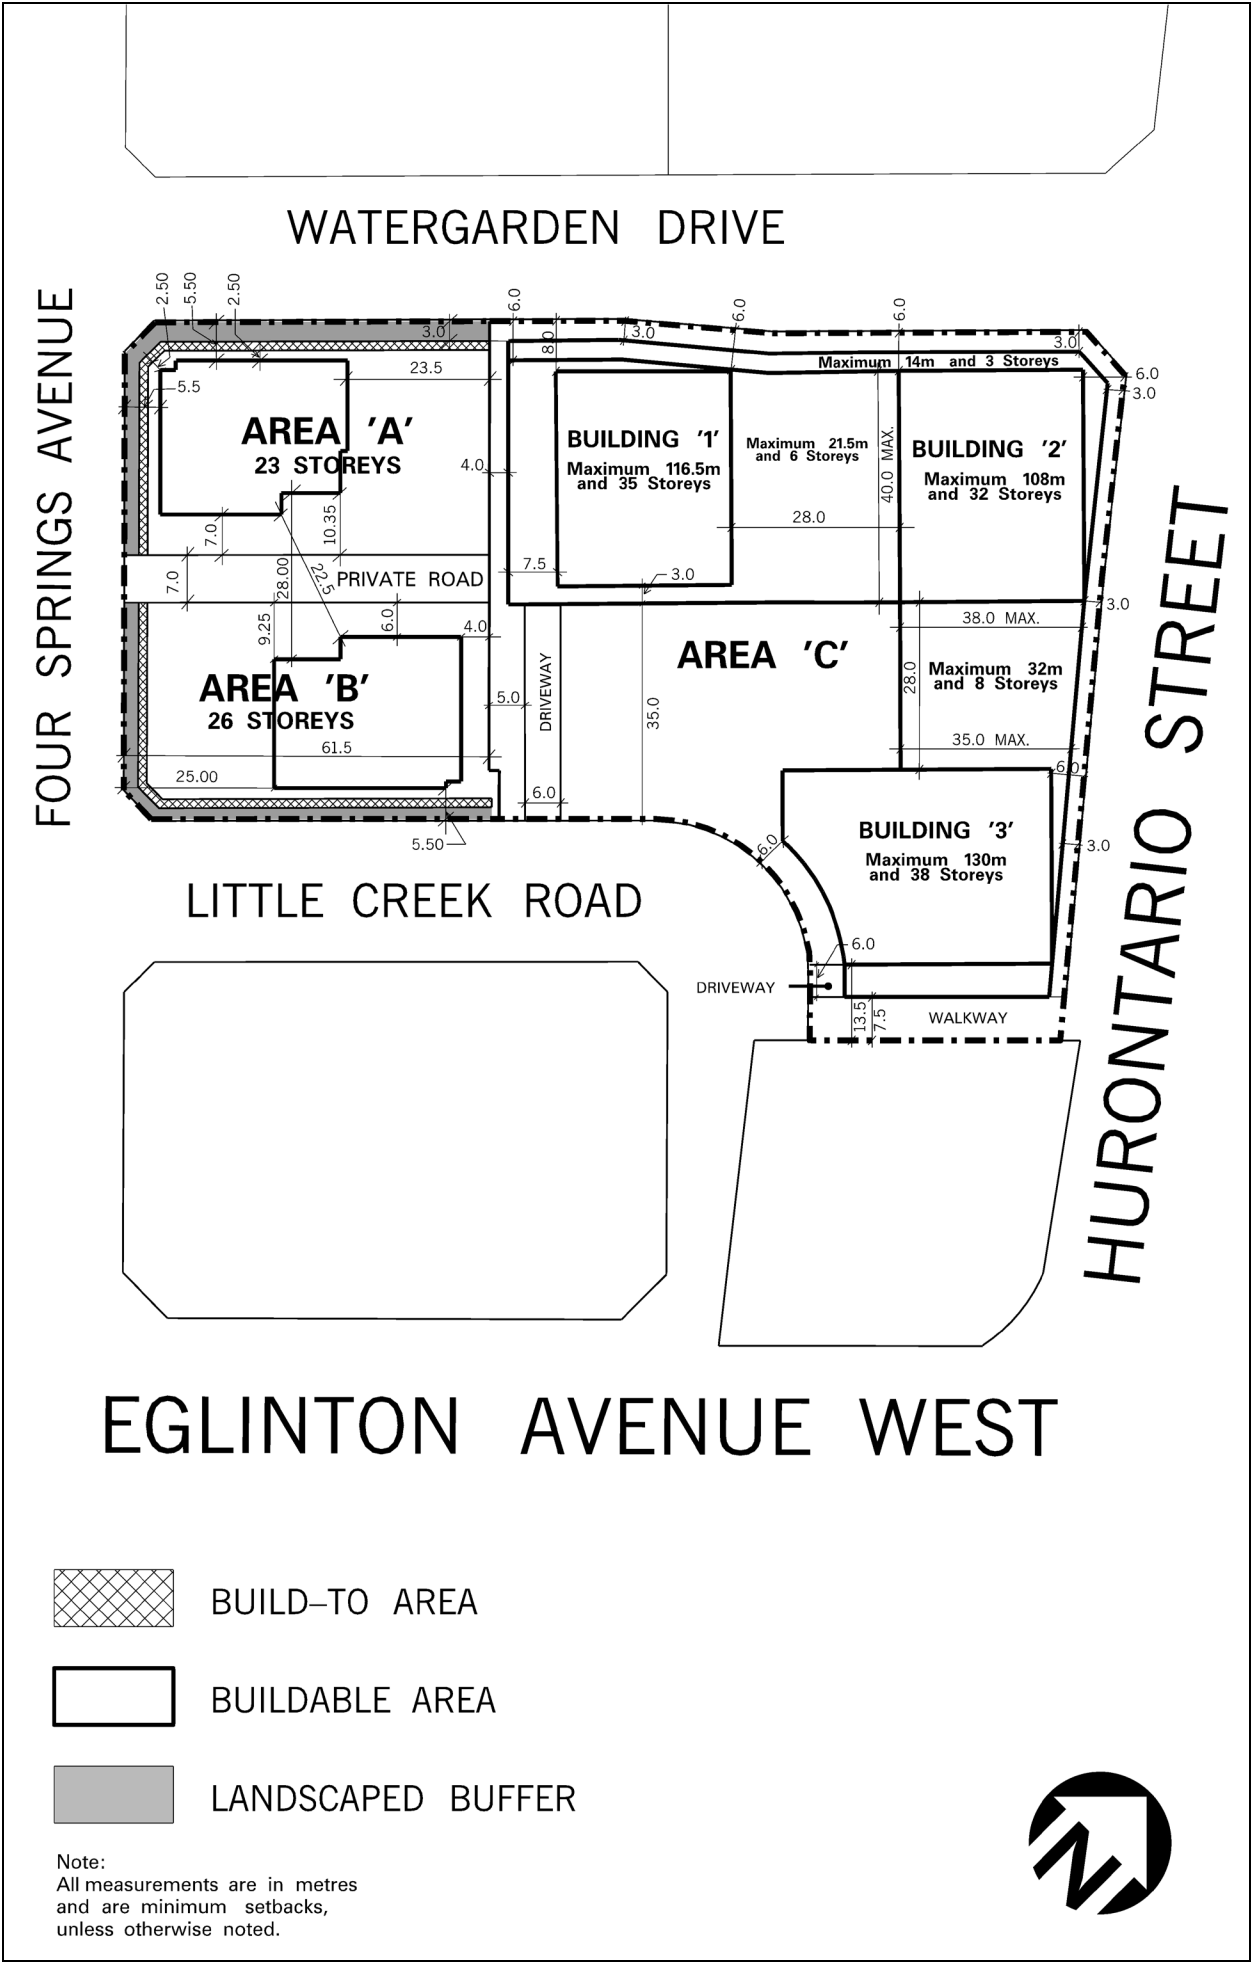 WATERGARDEN DRIVE
FOUR SPRINGS AVENUE
2.50
5.50
2.50
6.0
6.0
6.0
3.0
8.0
3.0
3.0
Maximum 14m and 3 Storeys
6.0
3.0
5.5
23.5
AREA 'A'
23 STOREYS
4.0
BUILDING '1'
Maximum 116.5m
and 35 Storeys
Maximum 21.5m
and 6 Storeys
40.0 MAX.
BUILDING '2'
Maximum 108m
and 32 Storeys
28.0
7.0
10.35
7.5
3.0
7.0
28.00
22.5
PRIVATE ROAD
3.0
9.25
6.0
4.0
38.0 MAX.
AREA 'C'
Maximum 32m
and 8 Storeys
28.0
AREA 'B'
26 STOREYS
5.0
DRIVEWAY
35.0
61.5
35.0 MAX.
25.00
6.0
6.0
5.50
6.0
BUILDING '3'
Maximum 130m
and 38 Storeys
3.0
HURONTARIO STREET
LITTLE CREEK ROAD
6.0
DRIVEWAY
13.5
7.5
WALKWAY
EGLINTON AVENUE WEST
BUILD–TO AREA
BUILDABLE AREA
LANDSCAPED BUFFER
Note:
All measurements are in metres
and are minimum setbacks,
unless otherwise noted.
N